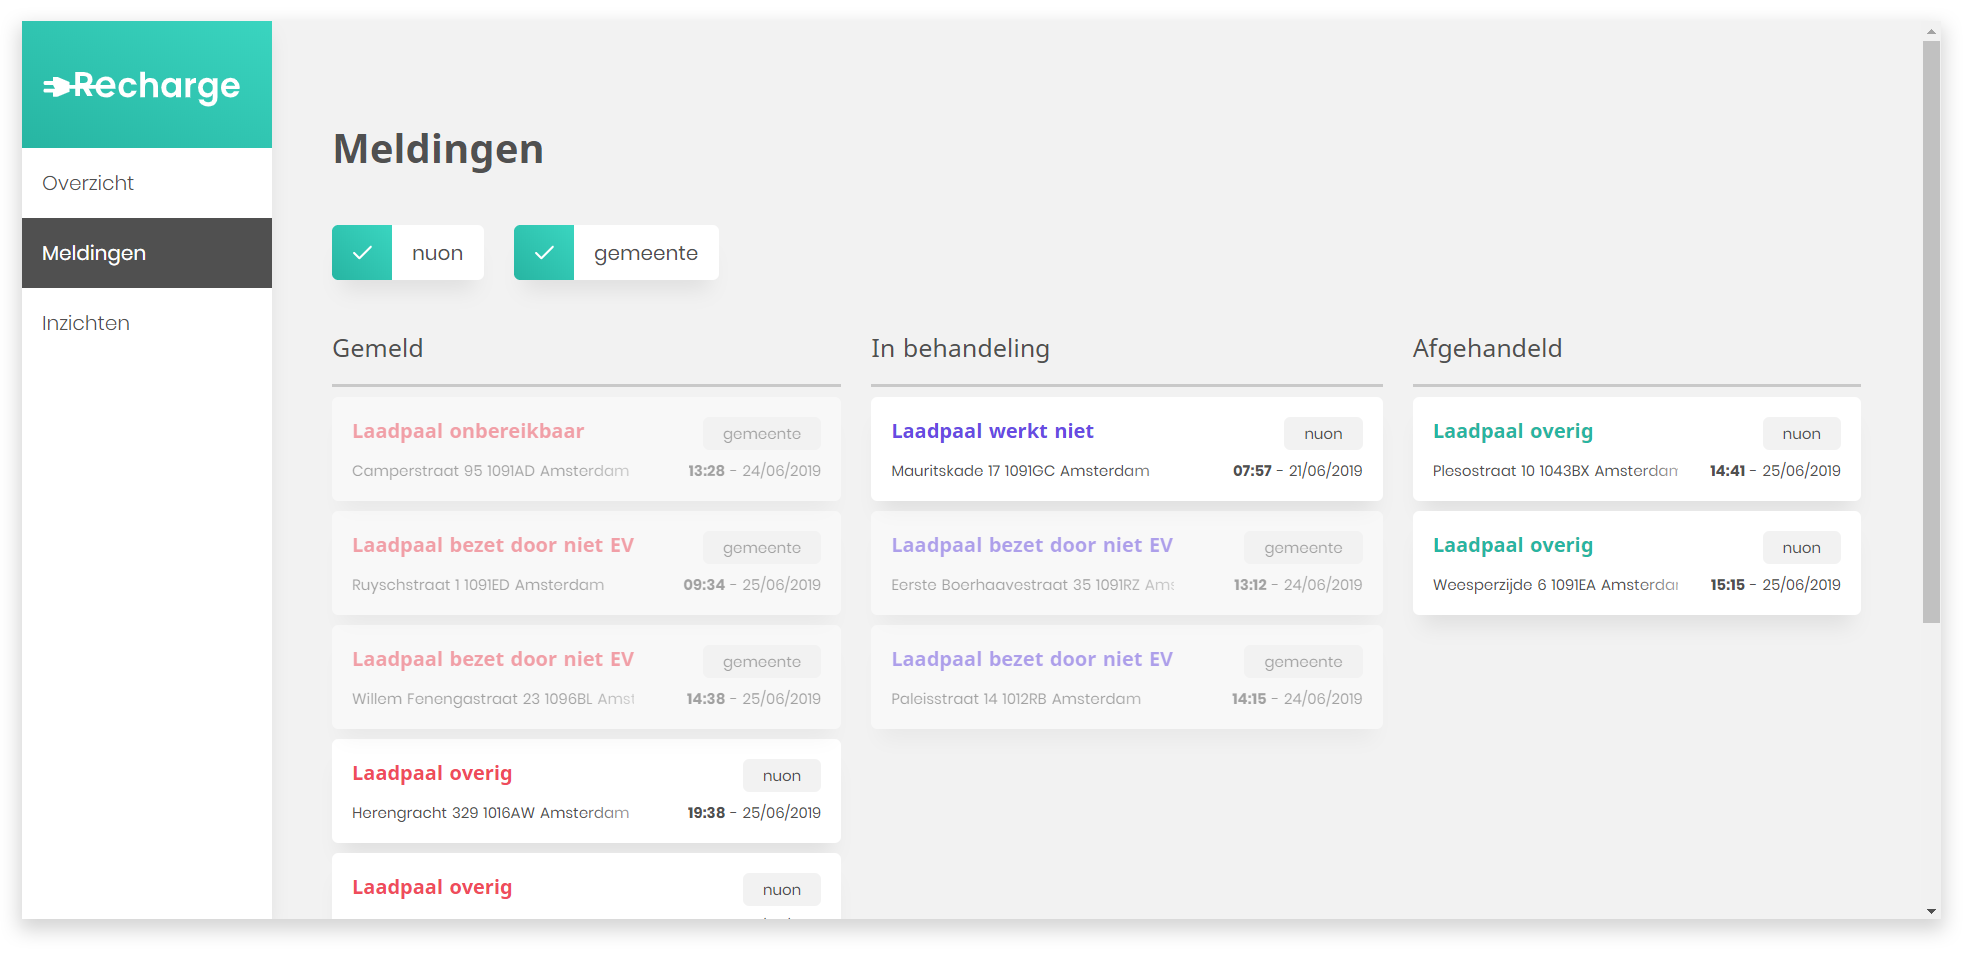 Recharge
Overzicht
Meldingen
Inzichten
Meldingen
nuon
gemeente
Gemeld
Laadpaal onbereikbaar
gemeente
Camperstraat 95 1091AD Amsterdam
13:28 - 24/06/2019
Laadpaal bezet door niet EV
gemeente
Ruyschstraat 1 1091ED Amsterdam
09:34 - 25/06/2019
Laadpaal bezet door niet EV
gemeente
Willem Fenengastraat 23 1096BL Amst
14:38 - 25/06/2019
Laadpaal overig
nuon
Herengracht 329 1016AW Amsterdam
19:38 - 25/06/2019
Laadpaal overig
nuon
In behandeling
Laadpaal werkt niet
nuon
Mauritskade 17 1091GC Amsterdam
07:57 - 21/06/2019
Laadpaal bezet door niet EV
gemeente
Eerste Boerhaavestraat 35 1091RZ Ams
13:12 - 24/06/2019
Laadpaal bezet door niet EV
gemeente
Paleisstraat 14 1012RB Amsterdam
14:15 - 24/06/2019
Afgehandeld
Laadpaal overig
nuon
Plesostraat 10 1043BX Amsterdam
14:41 - 25/06/2019
Laadpaal overig
nuon
Weesperzijde 6 1091EA Amsterdam
15:15 - 25/06/2019